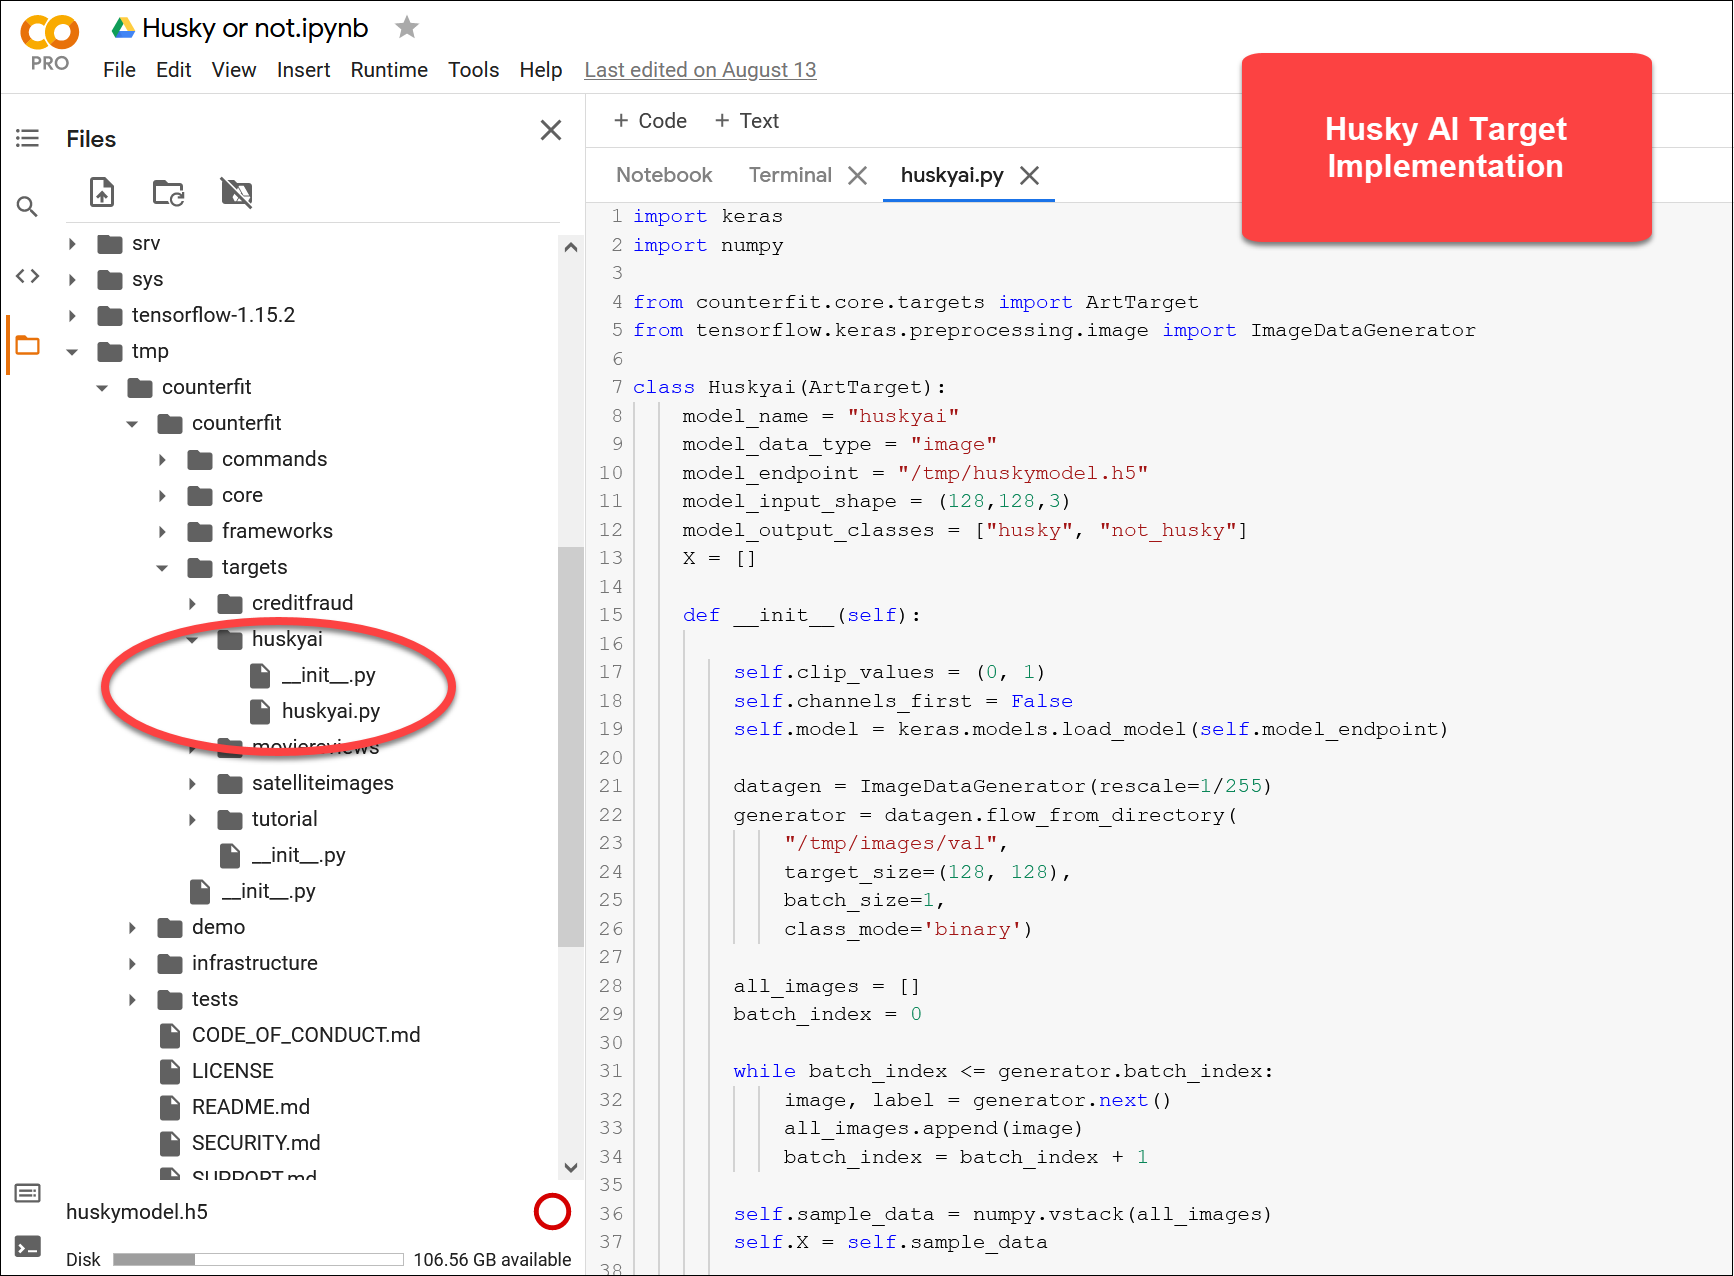 PRO
Husky or not.ipynb
File Edit View Insert Runtime Tools Help Last edited on August 13
Husky AI Target
Implementation
Files
srv
sys
tensorflow-1.15.2
tmp
counterfit
counterfit
commands
core
frameworks
targets
creditfraud
huskyai
__init__.py
huskyai.py
moviereviews
satelliteimages
tutorial
__init__.py
__init__.py
demo
infrastructure
tests
CODE_OF_CONDUCT.md
LICENSE
README.md
SECURITY.md
SUPPORT.md
huskymodel.h5
Disk 106.56 GB available
+ Code + Text
Notebook Terminal huskyai.py
1 import keras
2 import numpy
3
4 from counterfit.core.targets import ArtTarget
5 from tensorflow.keras.preprocessing.image import ImageDataGenerator
6
7 class Huskyai(ArtTarget):
8 model_name = "huskyai"
9 model_data_type = "image"
10 model_endpoint = "/tmp/huskymodel.h5"
11 model_input_shape = (128,128,3)
12 model_output_classes = ["husky", "not_husky"]
13 X = []
14
15 def __init__(self):
16
17 self.clip_values = (0, 1)
18 self.channels_first = False
19 self.model = keras.models.load_model(self.model_endpoint)
20
21 datagen = ImageDataGenerator(rescale=1/255)
22 generator = datagen.flow_from_directory(
23 "/tmp/images/val",
24 target_size=(128, 128),
25 batch_size=1,
26 class_mode='binary')
27
28 all_images = []
29 batch_index = 0
30
31 while batch_index <= generator.batch_index:
32 image, label = generator.next()
33 all_images.append(image)
34 batch_index = batch_index + 1
35
36 self.sample_data = numpy.vstack(all_images)
37 self.X = self.sample_data
38